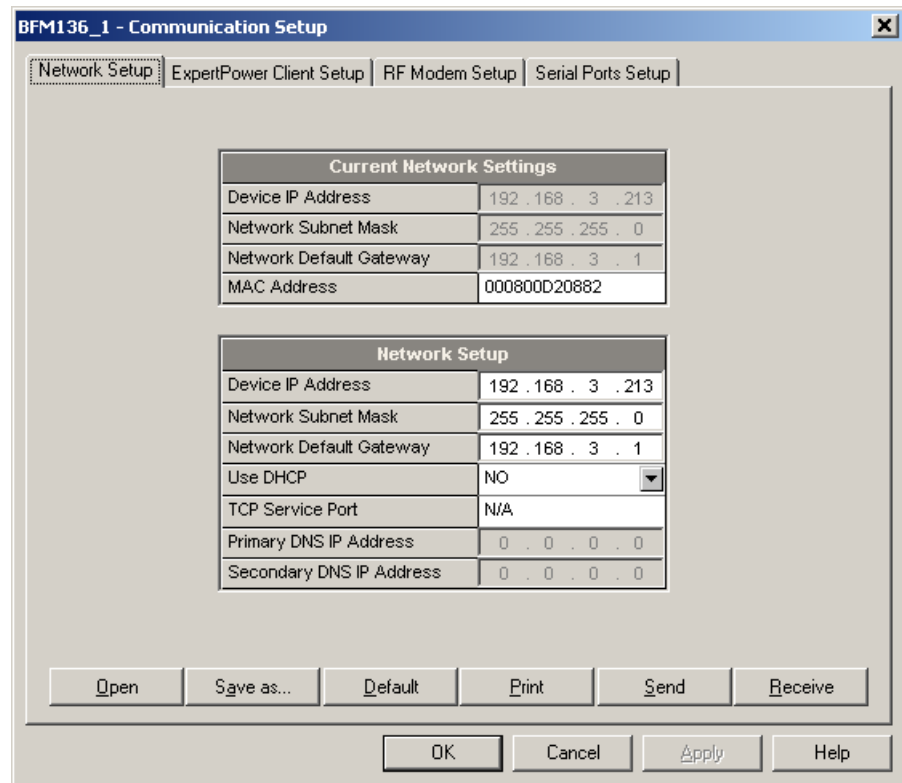 BFM136_1 - Communication Setup
Network Setup ExpertPower Client Setup RF Modem Setup Serial Ports Setup
Current Network Settings
Device IP Address 192 . 168 . 3 . 213
Network Subnet Mask 255 . 255 . 255 . 0
Network Default Gateway 192 . 168 . 3 . 1
MAC Address 000800D20882
Network Setup
Device IP Address 192 . 168 . 3 . 213
Network Subnet Mask 255 . 255 . 255 . 0
Network Default Gateway 192 . 168 . 3 . 1
Use DHCP NO
TCP Service Port N/A
Primary DNS IP Address 0 . 0 . 0 . 0
Secondary DNS IP Address 0 . 0 . 0 . 0
Open Save as... Default Print Send Receive
OK Cancel Apply Help